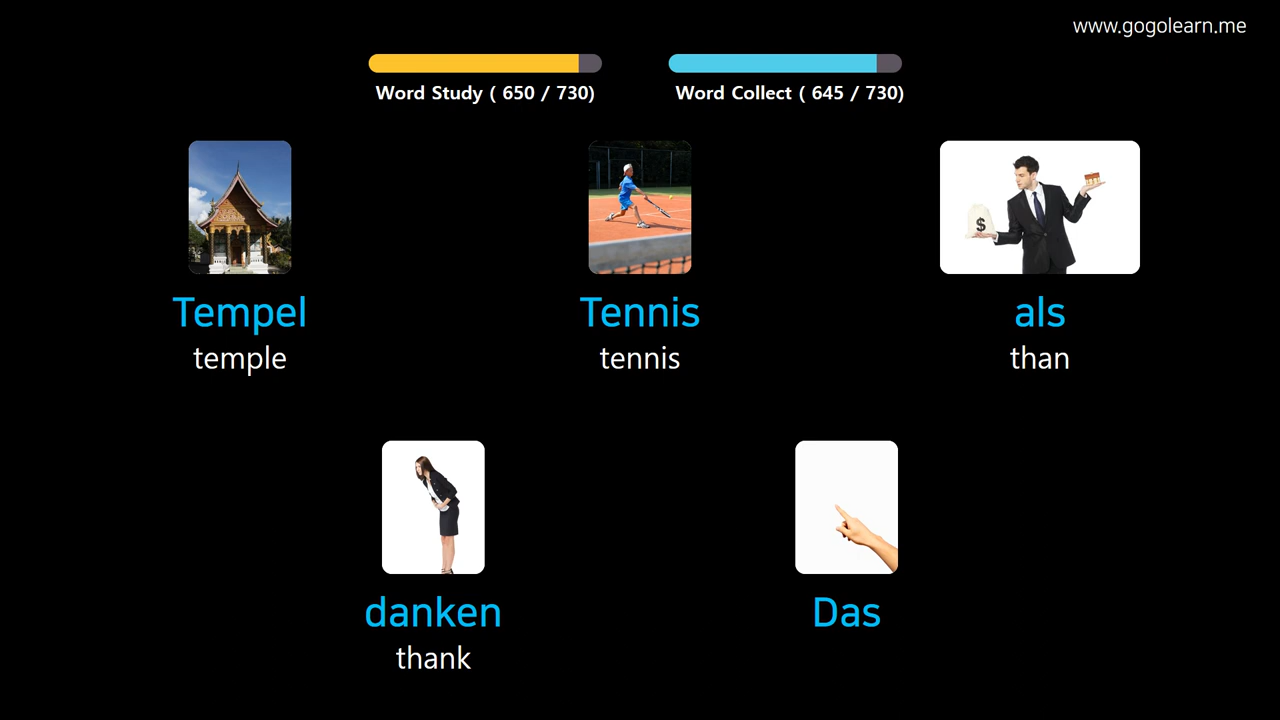 www.gogolearn.me
Word Study ( 650 / 730)
Word Collect ( 645 / 730)
Tempel
temple
Tennis
tennis
$
als
than
danken
thank
Das